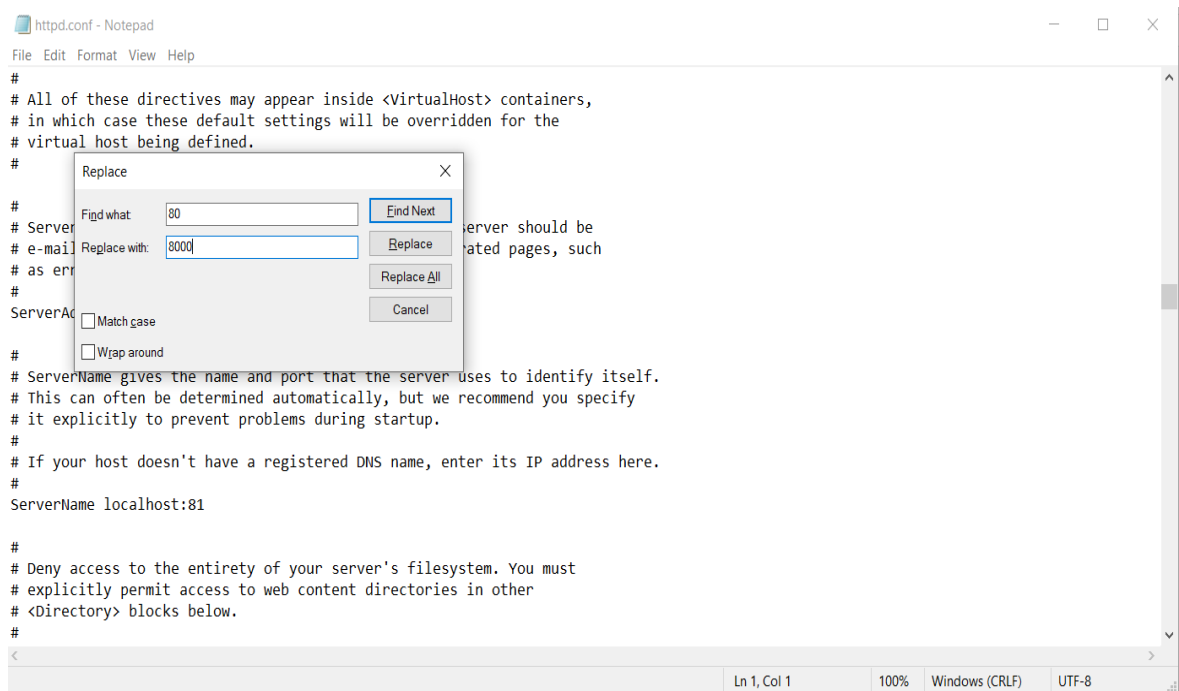 httpd.conf - Notepad
File Edit Format View Help
#
# All of these directives may appear inside <VirtualHost> containers,
# in which case these default settings will be overridden for the
# virtual host being defined.
#
Replace
Find what:
80
Find Next
Replace with:
8000
Replace
Replace All
Cancel
Match case
Wrap around
#
# Server
server should be
# e-mail
ated pages, such
# as err
#
ServerAd
#
# ServerName gives the name and port that the server uses to identify itself.
# This can often be determined automatically, but we recommend you specify
# it explicitly to prevent problems during startup.
#
# If your host doesn't have a registered DNS name, enter its IP address here.
#
ServerName localhost:81
#
# Deny access to the entirety of your server's filesystem. You must
# explicitly permit access to web content directories in other
# <Directory> blocks below.
#
Ln 1, Col 1
100%
Windows (CRLF)
UTF-8